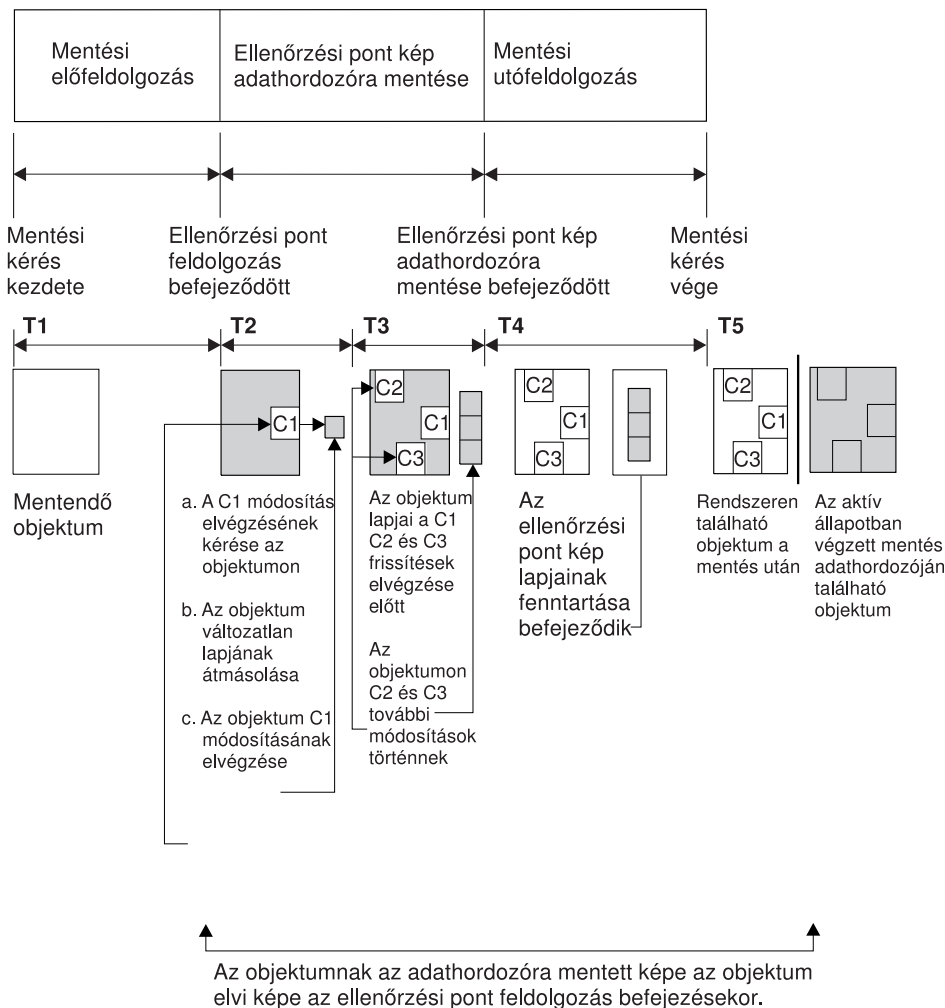 Mentési
előfeldolgozás
Ellenőrzési pont kép
adathordozóra mentése
Mentési
utófeldolgozás
Mentési
kérés
kezdete
Ellenőrzési pont
feldolgozás
befejeződött
Ellenőrzési pont kép
adathordozóra
mentése befejeződött
Mentési
kérés
vége
T1
T2
T3
T4
T5
C1
C2
C1
C3
C2
C1
C3
C2
C1
C3
Mentendő
objektum
a. A C1 módosítás
elvégzésének
kérése az
objektumon
b. Az objektum
változatlan
lapjának
átmásolása
c. Az objektum C1
módosításának
elvégzése
Az objektum
lapjai a C1
C2 és C3
frissítések
elvégzése
előtt
Az
objektumon
C2 és C3
további
módosítások
történnek
Az
ellenőrzési
pont kép
lapjainak
fenntartása
befejeződik
Rendszeren
található
objektum a
mentés után
Az aktív
állapotban
végzett mentés
adathordozóján
található
objektum
Az objektumnak az adathordozóra mentett képe az objektum
elvi képe az ellenőrzési pont feldolgozás befejezésekor.